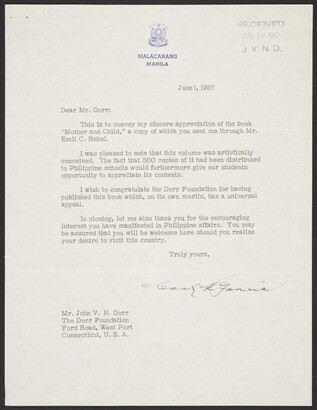 RECEIVED
1957
J. V. N. D.
MALACAÑANG
MANILA
June 1, 1957
Dear Mr. Dorr:
This is to convey my sincere appreciation of the book
"Mother and Child," a copy of which you sent me through Mr.
Emil C. Nebel.
I was pleased to note that this volume was artistically
conceived. The fact that 500 copies of it had been distributed
to Philippine schools would furthermore give our students
opportunity to appreciate its contents.
I wish to congratulate the Dorr Foundation for having
published this book which, on its own merits, has a universal
appeal.
In closing, let me also thank you for the encouraging
interest you have manifested in Philippine affairs. You may
be assured that you will be welcome here should you realize
your desire to visit this country.
Truly yours,
Mr. John V. N. Dorr
The Dorr Foundation
Ford Road, West Port
Connecticut, U. S. A.